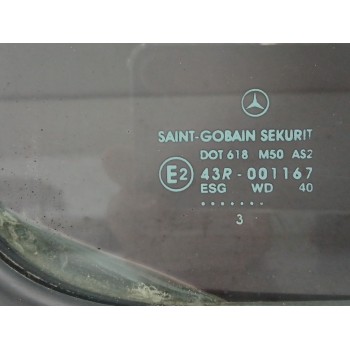 SAINT-GOBAIN SEKURIT
DOT 618 M50 AS2
E2 43R-001167
ESG WD 40
.......
3